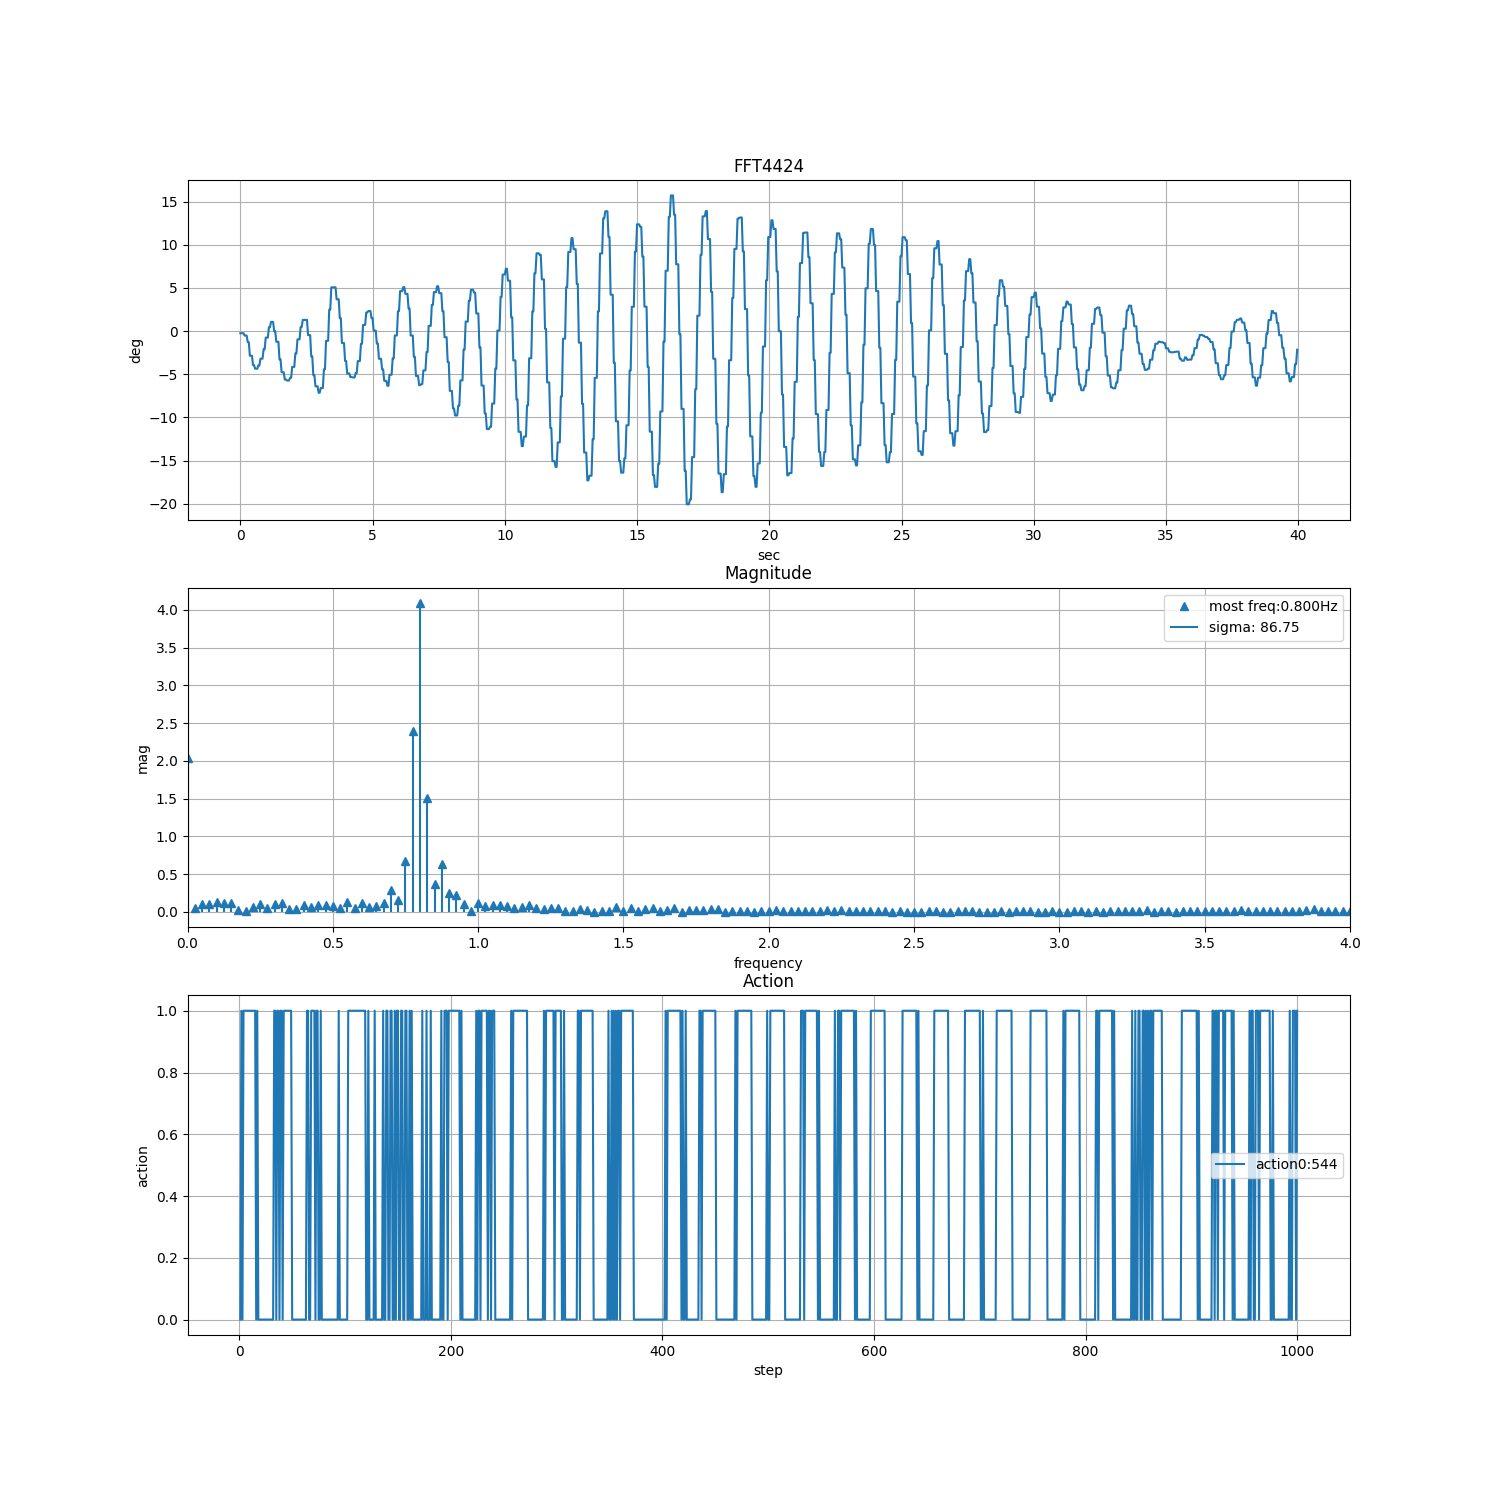 FFT4424
15
10
5
0
−5
−10
−15
−20
deg
0 5 10 15 20 25 30 35 40
sec
Magnitude
4.0
3.5
3.0
2.5
2.0
1.5
1.0
0.5
0.0
mag
most freq:0.800Hz
sigma: 86.75
0.0 0.5 1.0 1.5 2.0 2.5 3.0 3.5 4.0
frequency
Action
1.0
0.8
0.6
0.4
0.2
0.0
action
action0:544
0 200 400 600 800 1000
step